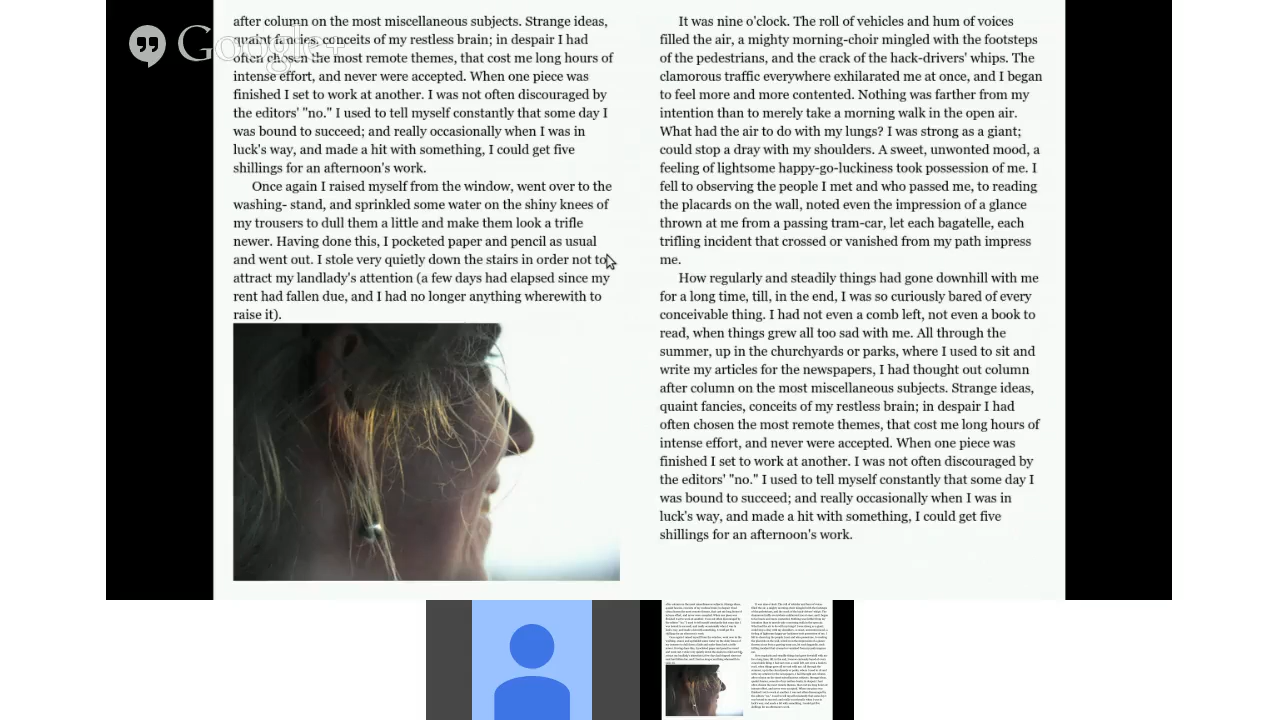 after column on the most miscellaneous subjects. Strange ideas,
quaint fancies, conceits of my restless brain; in despair I had
often chosen the most remote themes, that cost me long hours of
intense effort, and never were accepted. When one piece was
finished I set to work at another. I was not often discouraged by
the editors' "no." I used to tell myself constantly that some day I
was bound to succeed; and really occasionally when I was in
luck's way, and made a hit with something, I could get five
shillings for an afternoon's work.
Once again I raised myself from the window, went over to the
washing- stand, and sprinkled some water on the shiny knees of
my trousers to dull them a little and make them look a trifle
newer. Having done this, I pocketed paper and pencil as usual
and went out. I stole very quietly down the stairs in order not to
attract my landlady's attention (a few days had elapsed since my
rent had fallen due, and I had no longer anything wherewith to
raise it).
It was nine o'clock. The roll of vehicles and hum of voices
filled the air, a mighty morning-choir mingled with the footsteps
of the pedestrians, and the crack of the hack-drivers' whips. The
clamorous traffic everywhere exhilarated me at once, and I began
to feel more and more contented. Nothing was farther from my
intention than to merely take a morning walk in the open air.
What had the air to do with my lungs? I was strong as a giant;
could stop a dray with my shoulders. A sweet, unwonted mood, a
feeling of lightsome happy-go-luckiness took possession of me. I
fell to observing the people I met and who passed me, to reading
the placards on the wall, noted even the impression of a glance
thrown at me from a passing tram-car, let each bagatelle, each
trifling incident that crossed or vanished from my path impress
me.
How regularly and steadily things had gone downhill with me
for a long time, till, in the end, I was so curiously bared of every
conceivable thing. I had not even a comb left, not even a book to
read, when things grew all too sad with me. All through the
summer, up in the churchyards or parks, where I used to sit and
write my articles for the newspapers, I had thought out column
after column on the most miscellaneous subjects. Strange ideas,
quaint fancies, conceits of my restless brain; in despair I had
often chosen the most remote themes, that cost me long hours of
intense effort, and never were accepted. When one piece was
finished I set to work at another. I was not often discouraged by
the editors' "no." I used to tell myself constantly that some day I
was bound to succeed; and really occasionally when I was in
luck's way, and made a hit with something, I could get five
shillings for an afternoon's work.
Google+